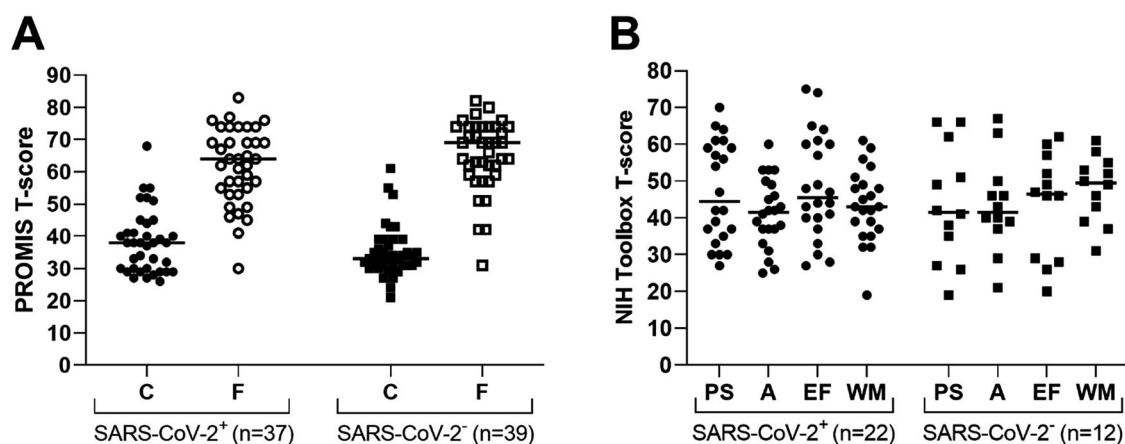 A
PROMIS T-score
90
80
70
60
50
40
30
20
10
0
C F C F
SARS-CoV-2⁺ (n=37) SARS-CoV-2⁻ (n=39)
B
NIH Toolbox T-score
80
70
60
50
40
30
20
10
0
PS A EF WM PS A EF WM
SARS-CoV-2⁺ (n=22) SARS-CoV-2⁻ (n=12)